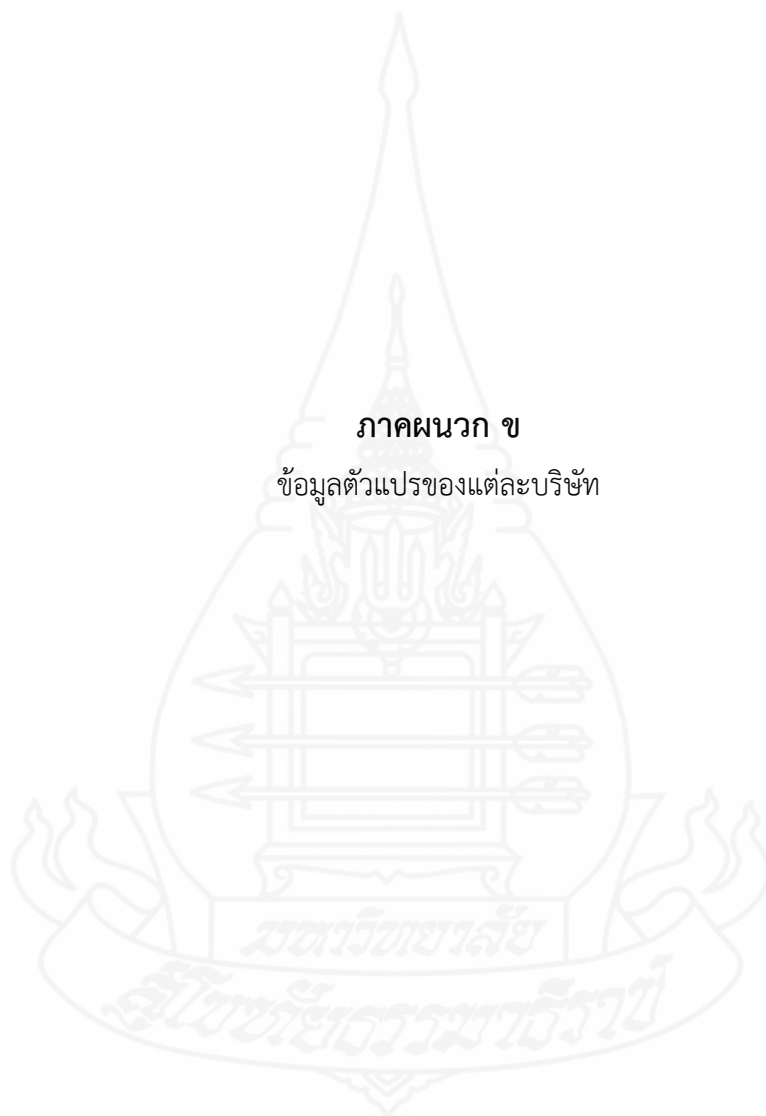 ภาคผนวก ข
ข้อมูลตัวแปรของแต่ละบริษัท
มหาวิทยาลัย
สุโขทัยธรรมาธิราช